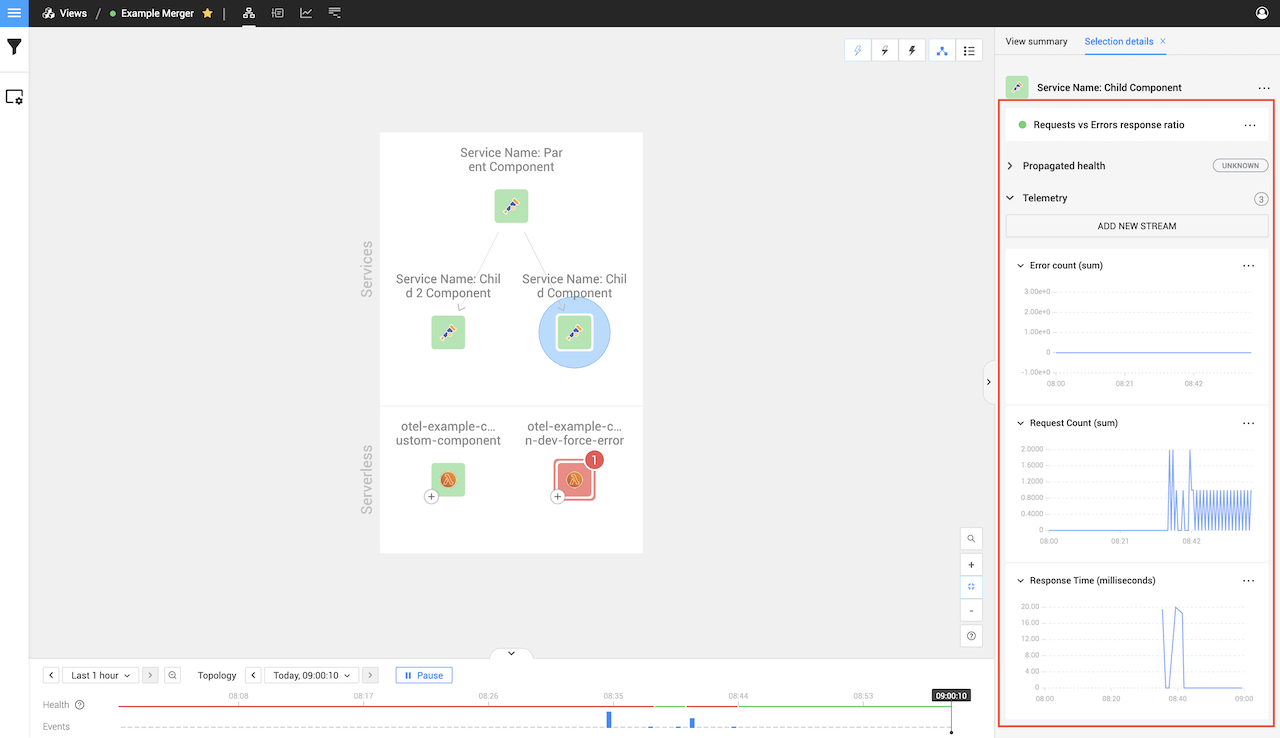 Views / Example Merger
View summary
Selection details ×
Service Name: Child Component
Requests vs Errors response ratio
Propagated health
UNKNOWN
Telemetry
3
ADD NEW STREAM
Error count (sum)
3.00e+0
2.00e+0
1.00e+0
0
-1.00e+0
08:00 08:21 08:42
Request Count (sum)
2.0000
1.6000
1.2000
0.8000
0.4000
0
08:00 08:21 08:42
Response Time (milliseconds)
20.00
16.00
12.00
8.00
4.00
0
08:00 08:20 08:40 09:00
Services
Service Name: Par
ent Component
Service Name: Chil
d 2 Component
Service Name: Chil
d Component
Serverless
otel-example-c...
ustom-component
otel-example-c...
n-dev-force-error
1
+
+
+
-
Last 1 hour
Topology
Today, 09:00:10
Pause
08:08 08:17 08:26 08:35 08:44 08:53 09:00:10
Health
Events